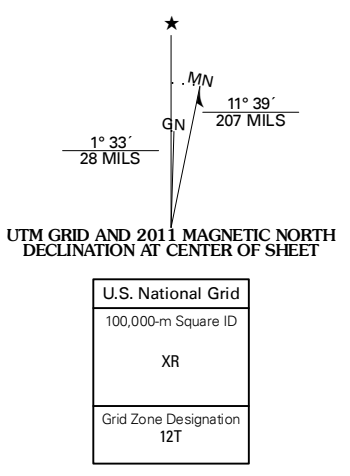 MN
11° 39´
207 MILS
GN
1° 33´
28 MILS
UTM GRID AND 2011 MAGNETIC NORTH
DECLINATION AT CENTER OF SHEET
U.S. National Grid
100,000-m Square ID
XR
Grid Zone Designation
12T